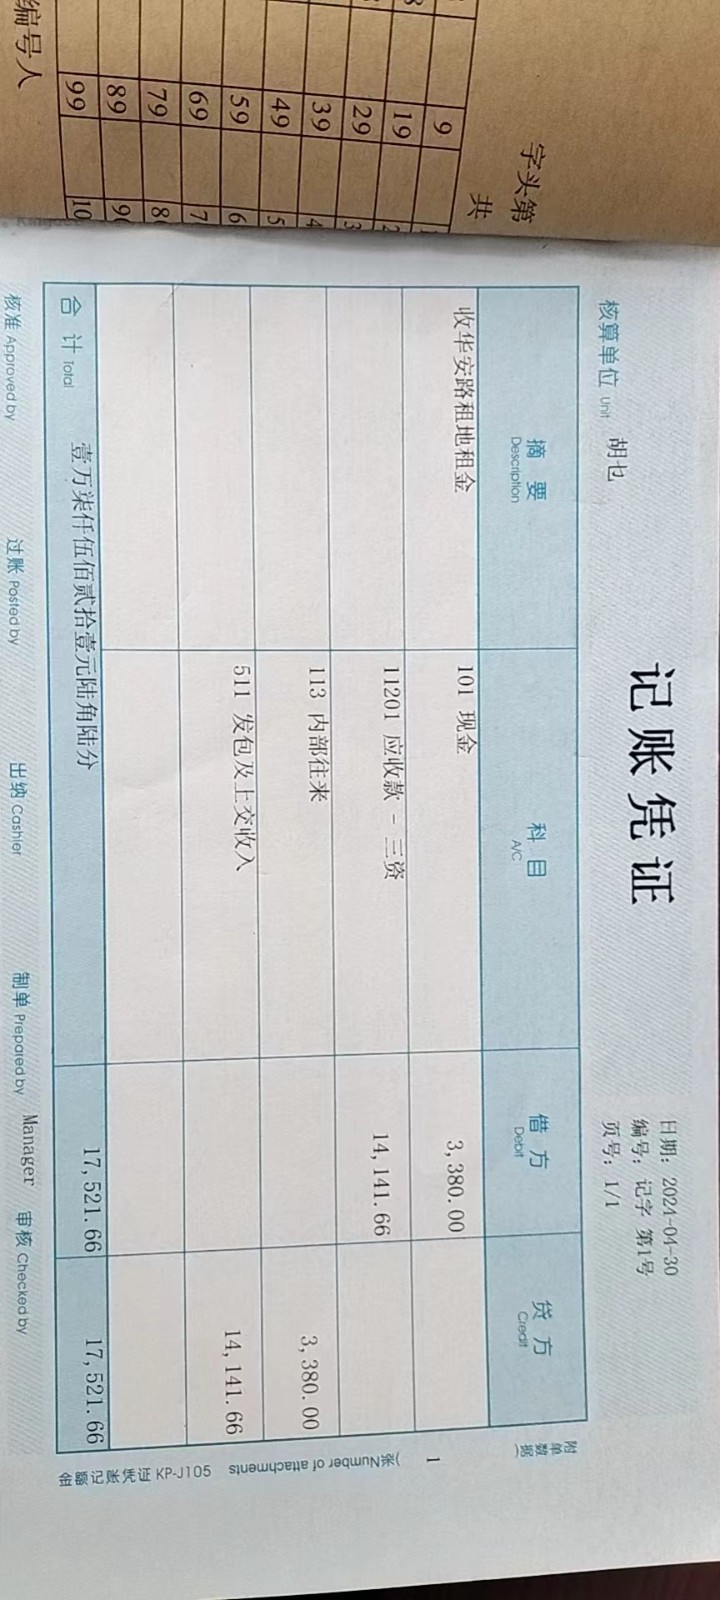 字头第
共
9
19
29
39
49
59
69
79
89
99
编号人
记账凭证
日期: 2024-04-30
编号: 记字 第1号
页号: 1/1
核算单位 Unit 胡乜
摘要 Description 科目 A/C 借方 Debit 贷方 Credit
收华安路租地租金 101 现金 3,380.00
11201 应收款 - 三资 14,141.66
113 内部往来 3,380.00
511 发包及上交收入 14,141.66
合计 Total 壹万柒仟伍佰贰拾壹元陆角陆分 17,521.66 17,521.66
核准 Approved by 过账 Posted by 出纳 Cashier 制单 Prepared by Manager 审核 Checked by
附单数据( 1 )张Number of attachments
金蝶记账凭证 KP-J105